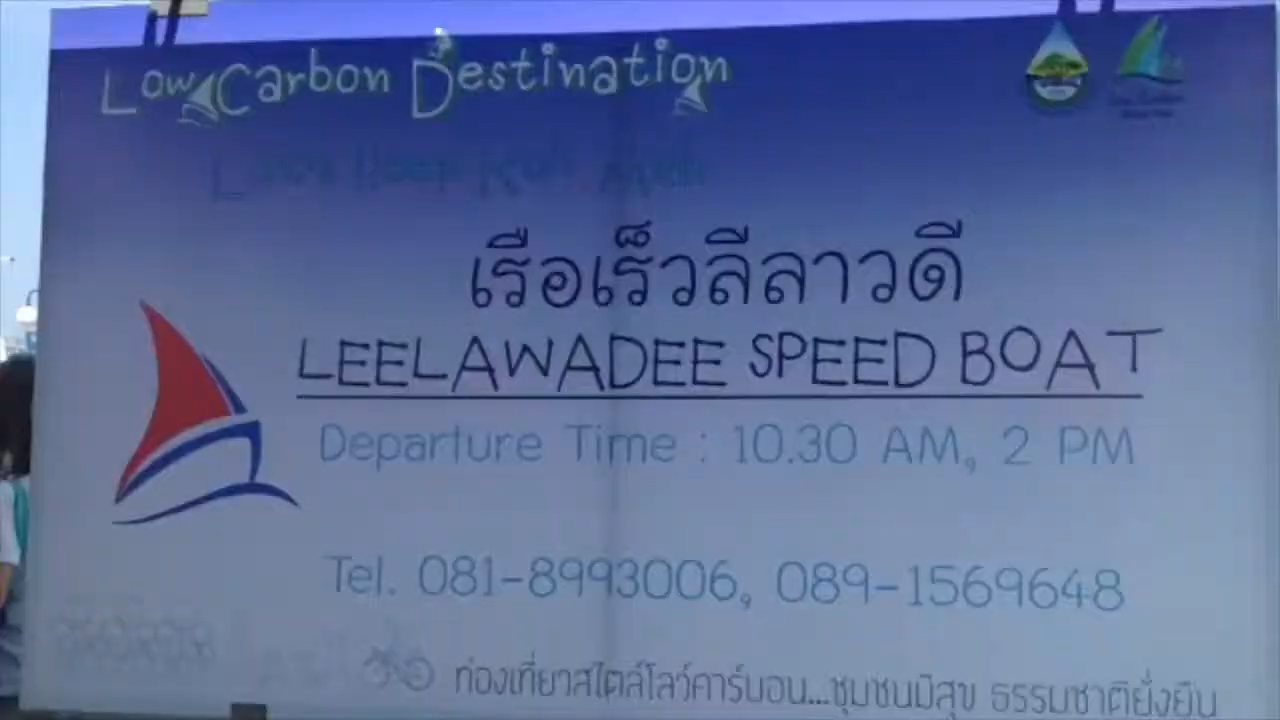 Low Carbon Destination
เรือเร็วลีลาวดี
LEELAWADEE SPEED BOAT
Departure Time : 10.30 AM, 2 PM
Tel. 081-8993006, 089-1569648
ท่องเที่ยวสไตล์โลว์คาร์บอน...ชุมชนมีสุข ธรรมชาติยั่งยืน